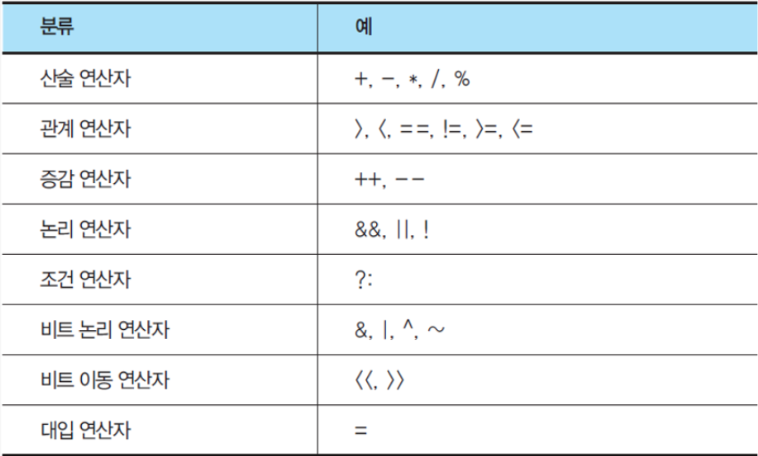 분류 예
산술 연산자 +, -, *, /, %
관계 연산자 〉, 〈, ==, !=, 〉=, 〈=
증감 연산자 ++, --
논리 연산자 &&, ||, !
조건 연산자 ?:
비트 논리 연산자 &, |, ^, ~
비트 이동 연산자 〈〈, 〉〉
대입 연산자 =